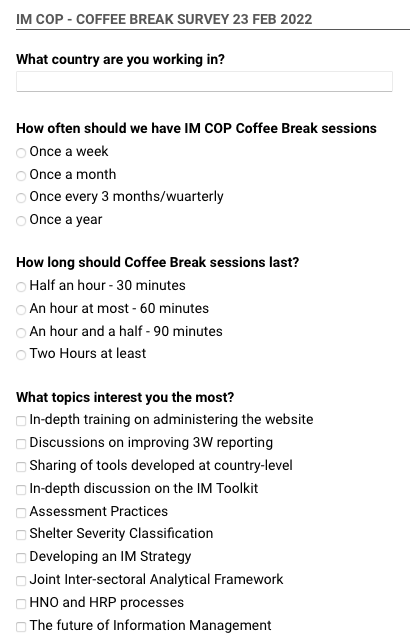 IM COP - COFFEE BREAK SURVEY 23 FEB 2022
What country are you working in?
How often should we have IM COP Coffee Break sessions
Once a week
Once a month
Once every 3 months/wuarterly
Once a year
How long should Coffee Break sessions last?
Half an hour - 30 minutes
An hour at most - 60 minutes
An hour and a half - 90 minutes
Two Hours at least
What topics interest you the most?
In-depth training on administering the website
Discussions on improving 3W reporting
Sharing of tools developed at country-level
In-depth discussion on the IM Toolkit
Assessment Practices
Shelter Severity Classification
Developing an IM Strategy
Joint Inter-sectoral Analytical Framework
HNO and HRP processes
The future of Information Management